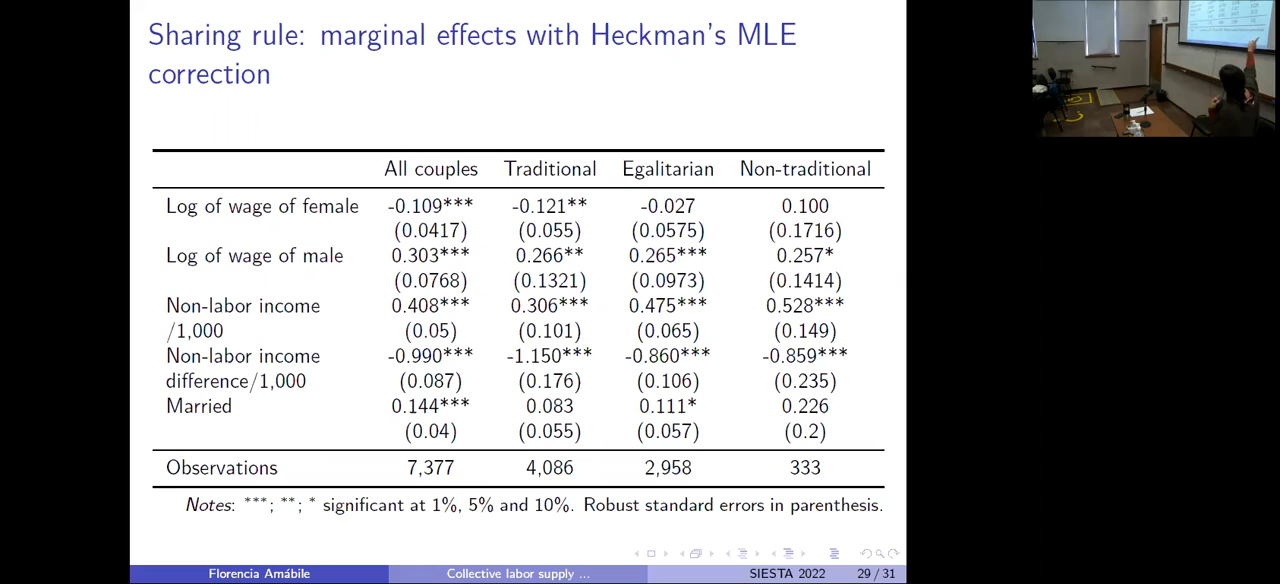 Sharing rule: marginal effects with Heckman's MLE
correction
All couples Traditional Egalitarian Non-traditional
Log of wage of female -0.109*** -0.121** -0.027 0.100
(0.0417) (0.055) (0.0575) (0.1716)
Log of wage of male 0.303*** 0.266** 0.265*** 0.257*
(0.0768) (0.1321) (0.0973) (0.1414)
Non-labor income 0.408*** 0.306*** 0.475*** 0.528***
/1,000 (0.05) (0.101) (0.065) (0.149)
Non-labor income -0.990*** -1.150*** -0.860*** -0.859***
difference/1,000 (0.087) (0.176) (0.106) (0.235)
Married 0.144*** 0.083 0.111* 0.226
(0.04) (0.055) (0.057) (0.2)
Observations 7,377 4,086 2,958 333
Notes: ***; **; * significant at 1%, 5% and 10%. Robust standard errors in parenthesis.
Florencia Amábile Collective labor supply ... SIESTA 2022 29 / 31